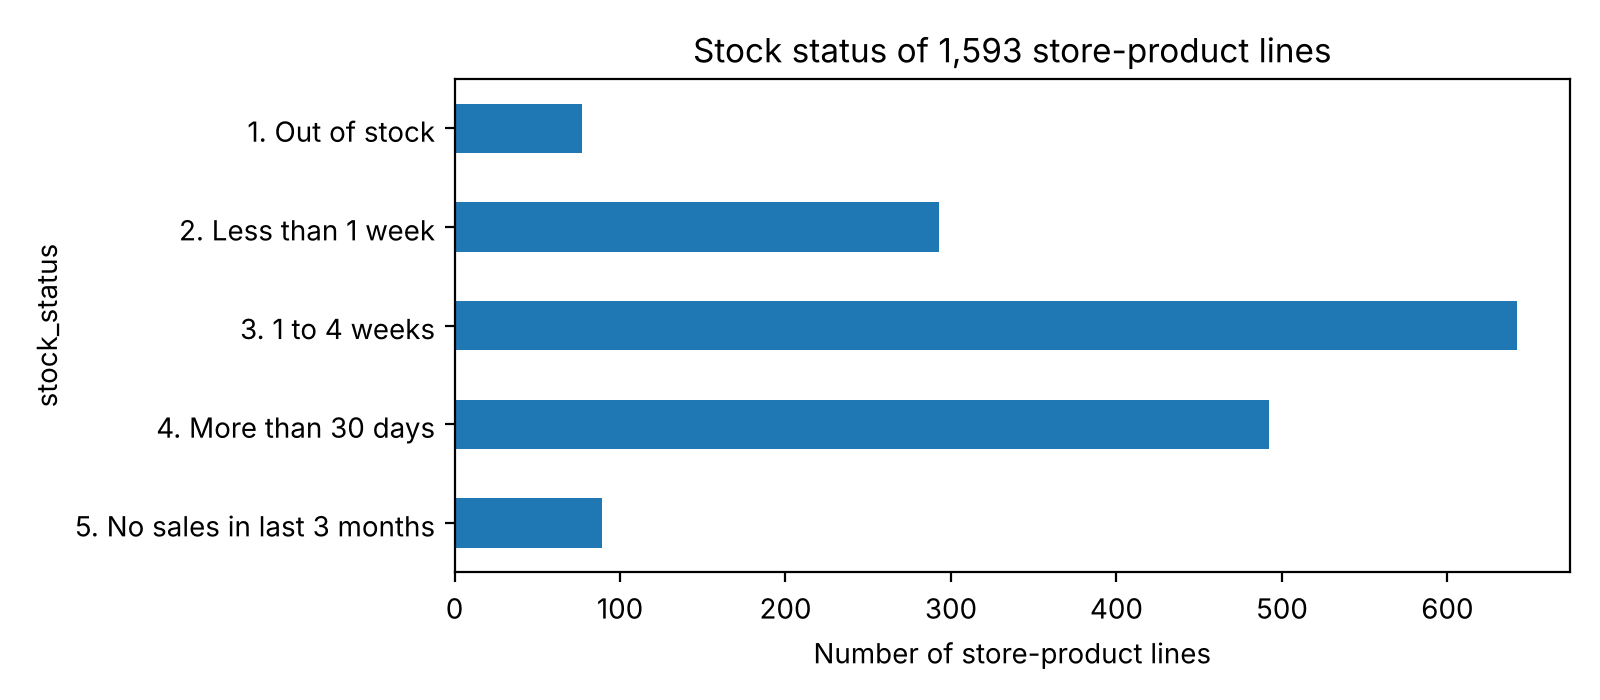 Stock status of 1,593 store-product lines
stock_status
1. Out of stock
2. Less than 1 week
3. 1 to 4 weeks
4. More than 30 days
5. No sales in last 3 months
0 100 200 300 400 500 600
Number of store-product lines